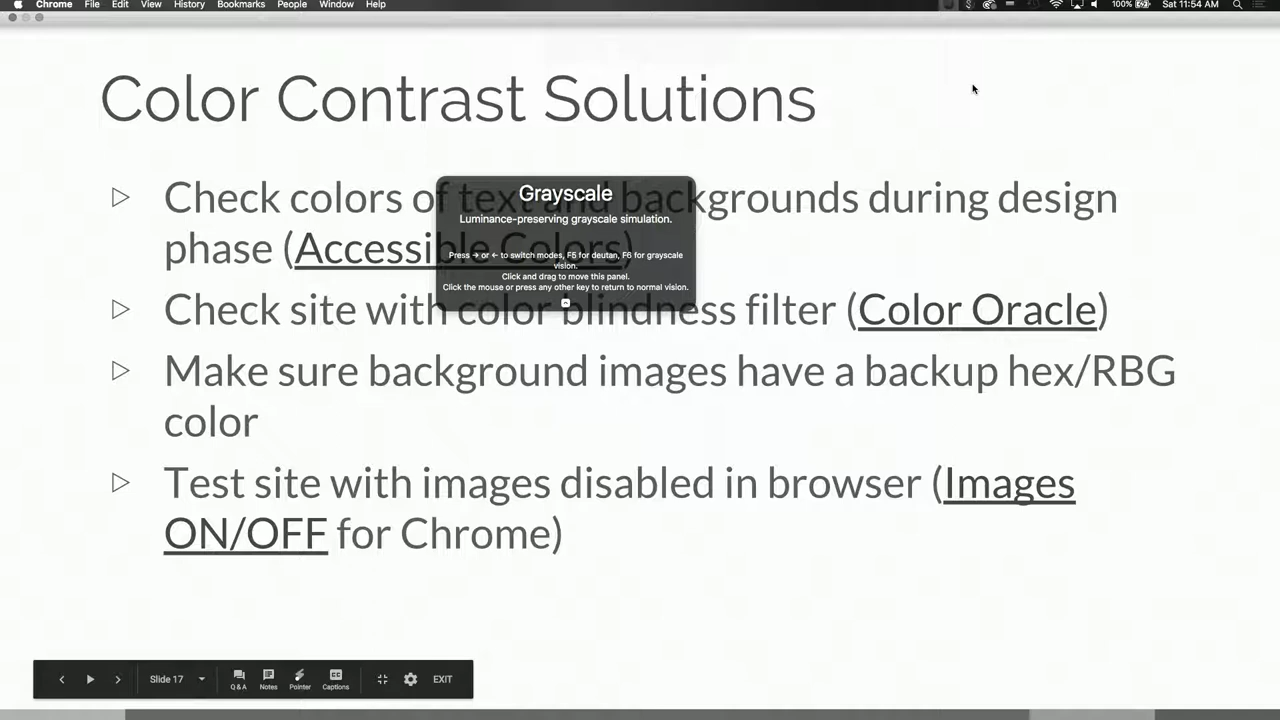 Chrome File Edit View History Bookmarks People Window Help 100% Sat 11:54 AM
Color Contrast Solutions
Check colors of text and backgrounds during design
phase (Accessible Colors)
Check site with color blindness filter (Color Oracle)
Make sure background images have a backup hex/RBG
color
Test site with images disabled in browser (Images
ON/OFF for Chrome)
Grayscale
Luminance-preserving grayscale simulation.
Press → or ← to switch modes, F5 for deutan, F6 for grayscale
vision.
Click and drag to move this panel.
Click the mouse or press any other key to return to normal vision.
Slide 17 Q & A Notes Pointer CC Captions EXIT